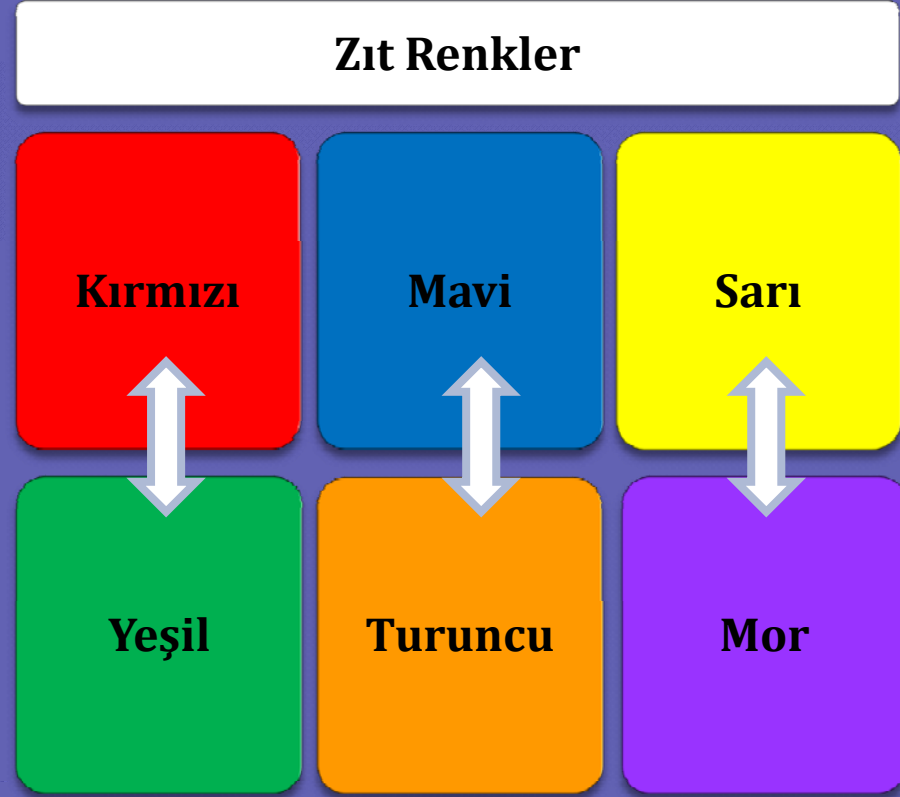 Zıt Renkler
Kırmızı
Mavi
Sarı
Yeşil
Turuncu
Mor